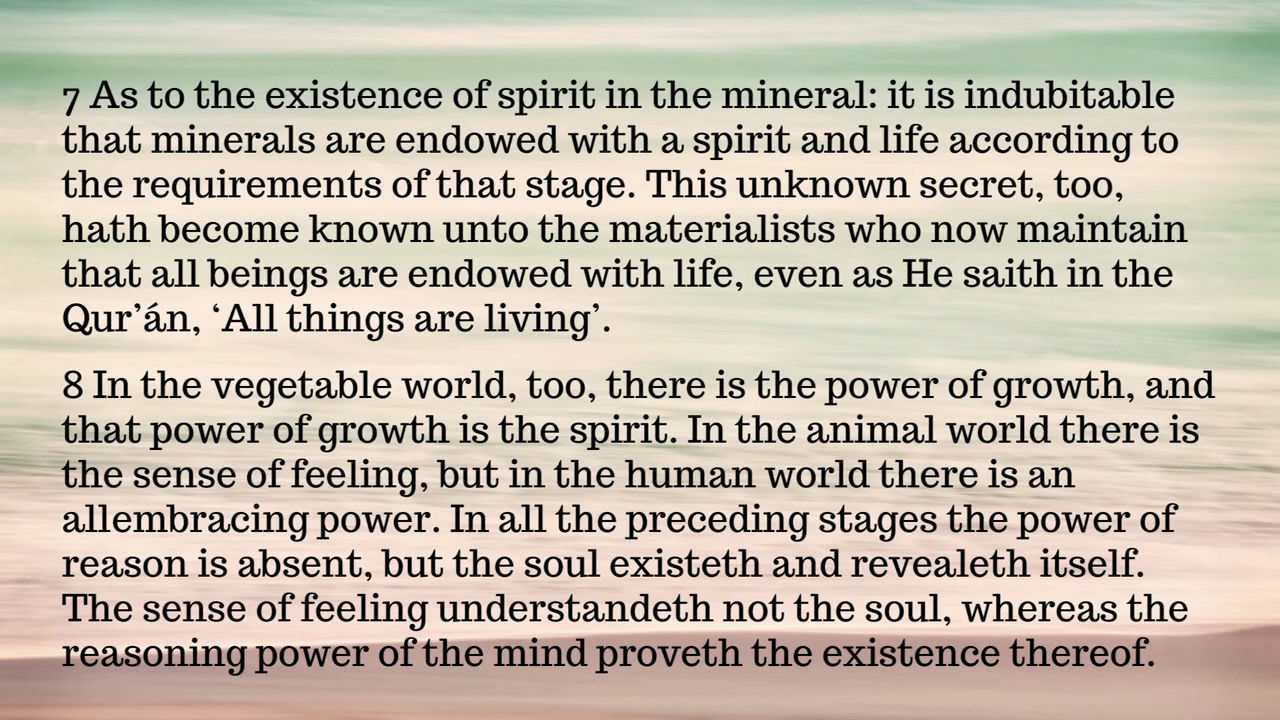 7 As to the existence of spirit in the mineral: it is indubitable
that minerals are endowed with a spirit and life according to
the requirements of that stage. This unknown secret, too,
hath become known unto the materialists who now maintain
that all beings are endowed with life, even as He saith in the
Qur’án, ‘All things are living’.
8 In the vegetable world, too, there is the power of growth, and
that power of growth is the spirit. In the animal world there is
the sense of feeling, but in the human world there is an
allembracing power. In all the preceding stages the power of
reason is absent, but the soul existeth and revealeth itself.
The sense of feeling understandeth not the soul, whereas the
reasoning power of the mind proveth the existence thereof.